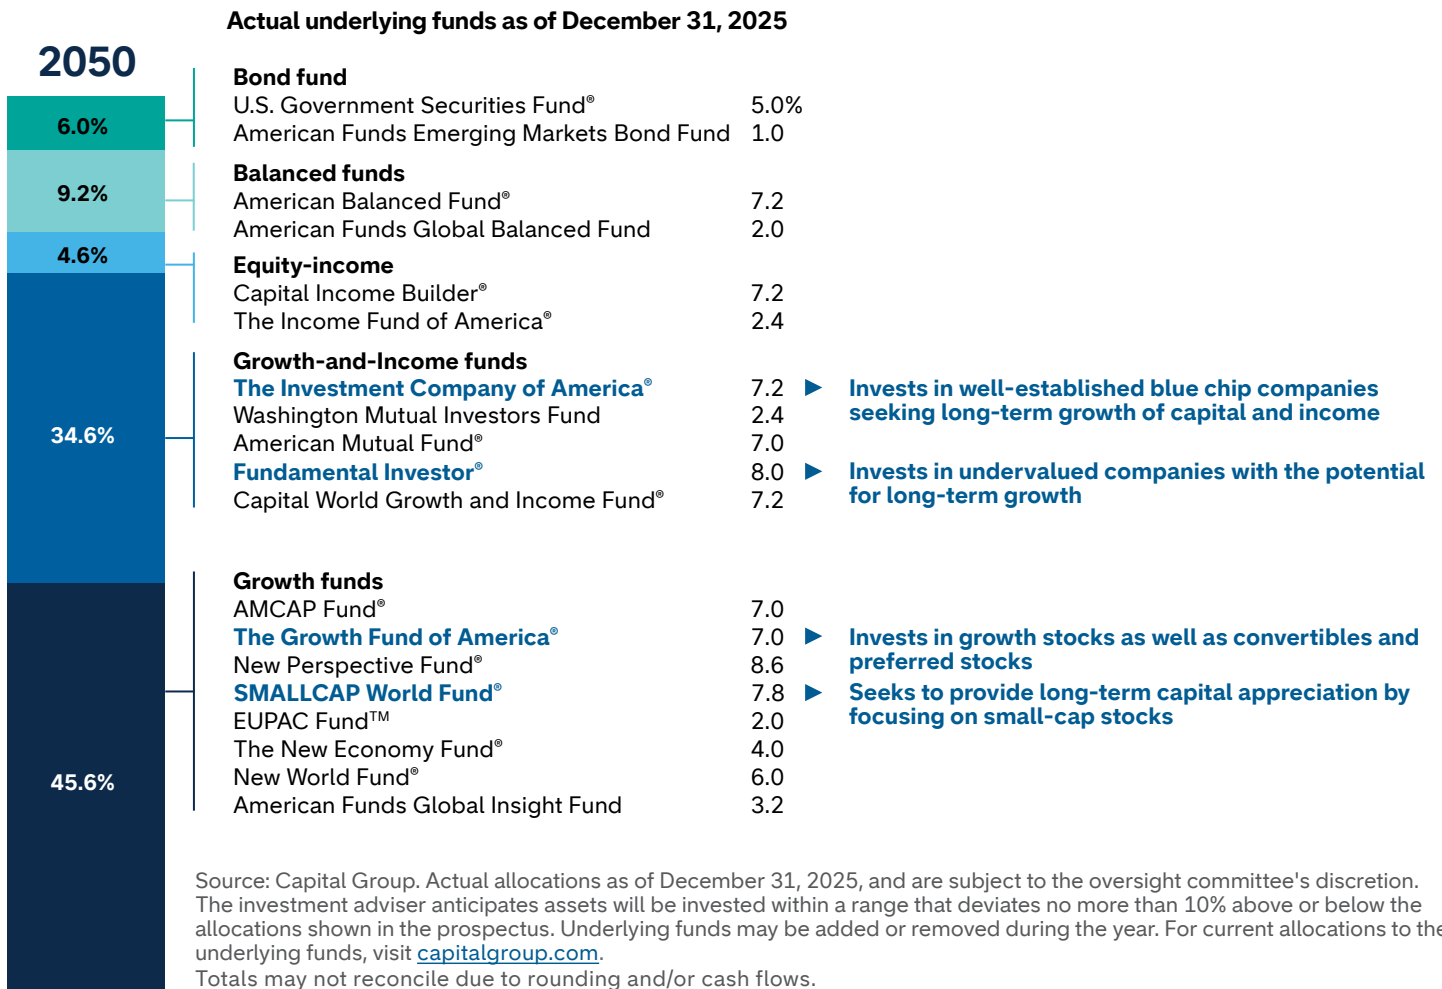 Actual underlying funds as of December 31, 2025
2050
6.0%
Bond fund
U.S. Government Securities Fund® 5.0%
American Funds Emerging Markets Bond Fund 1.0
9.2%
Balanced funds
American Balanced Fund® 7.2
American Funds Global Balanced Fund 2.0
4.6%
Equity-income
Capital Income Builder® 7.2
The Income Fund of America® 2.4
34.6%
Growth-and-Income funds
The Investment Company of America® 7.2 ► Invests in well-established blue chip companies
seeking long-term growth of capital and income
Washington Mutual Investors Fund 2.4
American Mutual Fund® 7.0
Fundamental Investor® 8.0 ► Invests in undervalued companies with the potential
for long-term growth
Capital World Growth and Income Fund® 7.2
45.6%
Growth funds
AMCAP Fund® 7.0
The Growth Fund of America® 7.0 ► Invests in growth stocks as well as convertibles and
preferred stocks
New Perspective Fund® 8.6
SMALLCAP World Fund® 7.8 ► Seeks to provide long-term capital appreciation by
focusing on small-cap stocks
EUPAC Fund™ 2.0
The New Economy Fund® 4.0
New World Fund® 6.0
American Funds Global Insight Fund 3.2
Source: Capital Group. Actual allocations as of December 31, 2025, and are subject to the oversight committee's discretion.
The investment adviser anticipates assets will be invested within a range that deviates no more than 10% above or below the
allocations shown in the prospectus. Underlying funds may be added or removed during the year. For current allocations to the
underlying funds, visit capitalgroup.com.
Totals may not reconcile due to rounding and/or cash flows.